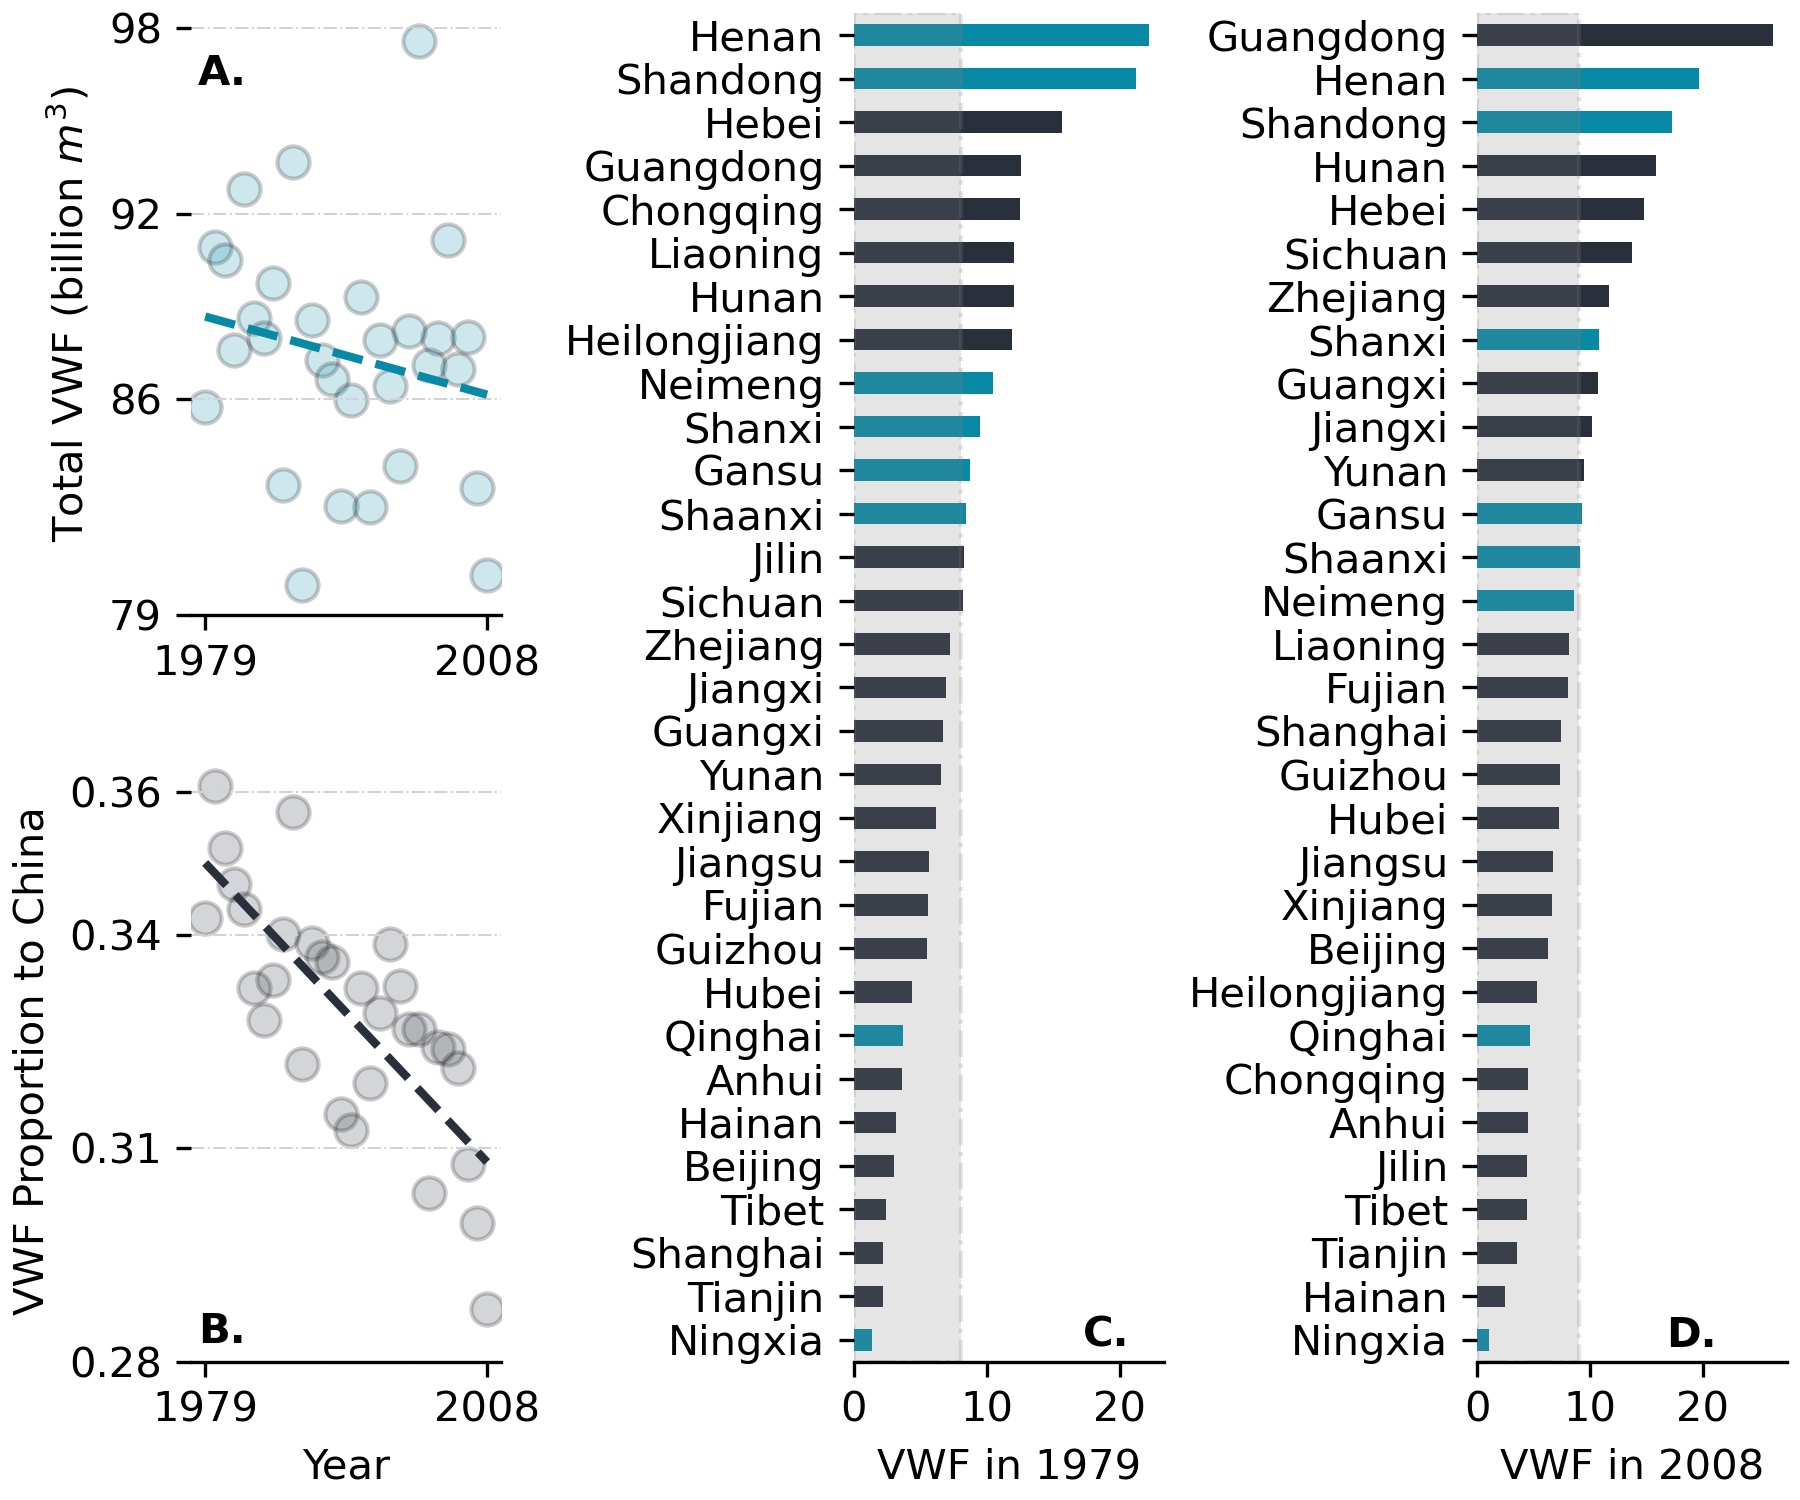 A.
Total VWF (billion m³)
98
92
86
79
1979
2008
B.
VWF Proportion to China
0.36
0.34
0.31
0.28
1979
2008
Year
Henan
Shandong
Hebei
Guangdong
Chongqing
Liaoning
Hunan
Heilongjiang
Neimeng
Shanxi
Gansu
Shaanxi
Jilin
Sichuan
Zhejiang
Jiangxi
Guangxi
Yunan
Xinjiang
Jiangsu
Fujian
Guizhou
Hubei
Qinghai
Anhui
Hainan
Beijing
Tibet
Shanghai
Tianjin
Ningxia
C.
0
10
20
VWF in 1979
Guangdong
Henan
Shandong
Hunan
Hebei
Sichuan
Zhejiang
Shanxi
Guangxi
Jiangxi
Yunan
Gansu
Shaanxi
Neimeng
Liaoning
Fujian
Shanghai
Guizhou
Hubei
Jiangsu
Xinjiang
Beijing
Heilongjiang
Qinghai
Chongqing
Anhui
Jilin
Tibet
Tianjin
Hainan
Ningxia
D.
0
10
20
VWF in 2008